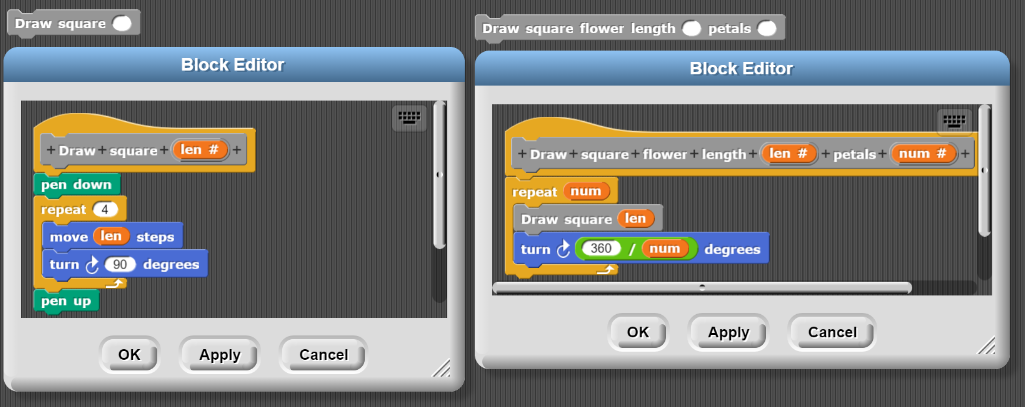 Draw square
Block Editor
+ Draw + square + len # +
pen down
repeat 4
move len steps
turn 90 degrees
pen up
OK Apply Cancel
Draw square flower length petals
Block Editor
+ Draw + square + flower + length + len # + petals + num # +
repeat num
Draw square len
turn 360 / num degrees
OK Apply Cancel